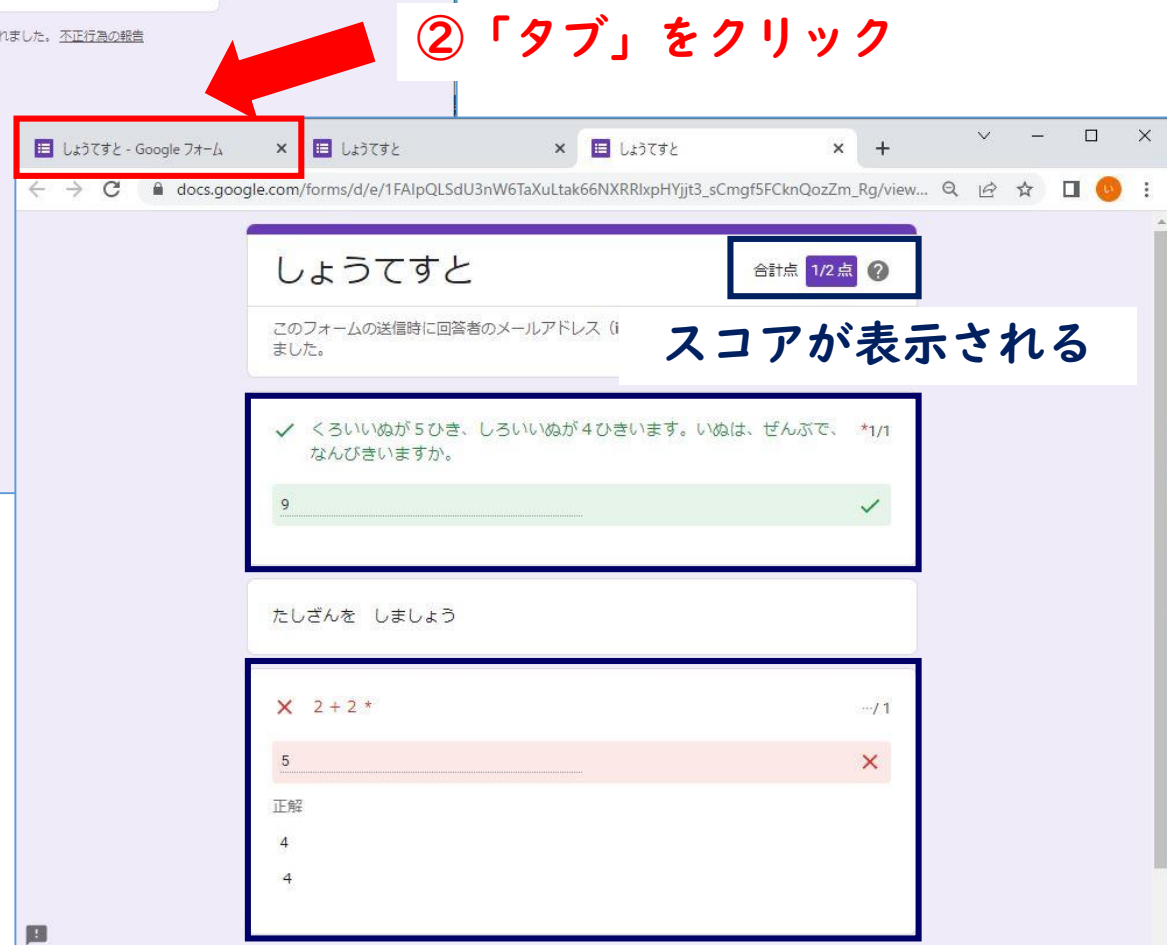 れました。不正行為の報告
②「タブ」をクリック
しょうてすと - Google フォーム
しょうてすと
しょうてすと
docs.google.com/forms/d/e/1FAIpQLSdU3nW6TaXuLtak66NXRRlxpHYjjt3_sCmgf5FCknQozZm_Rg/view...
い
しょうてすと
合計点 1/2 点
このフォームの送信時に回答者のメールアドレス（i
ました。
スコアが表示される
くろいいぬが５ひき、しろいいぬが４ひきいます。いぬは、ぜんぶで、 *1/1
なんびきいますか。
9
たしざんを　しましょう
２＋２ *
…/ 1
5
正解
4
４